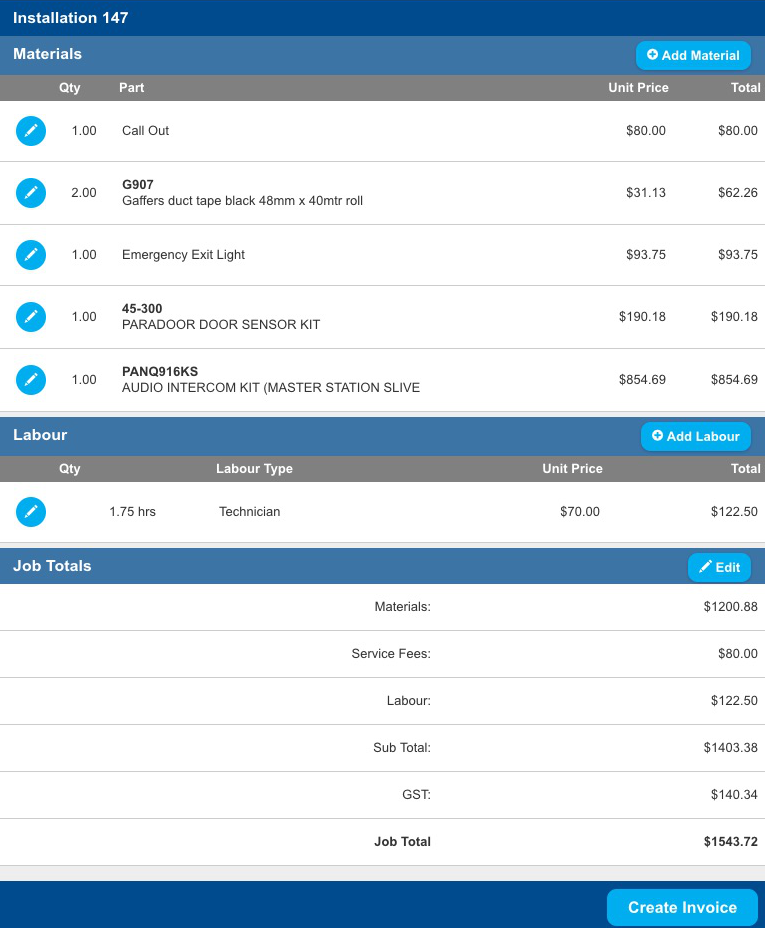 Installation 147
Materials Add Material
Qty Part Unit Price Total
1.00 Call Out $80.00 $80.00
2.00 G907 $31.13 $62.26
Gaffers duct tape black 48mm x 40mtr roll
1.00 Emergency Exit Light $93.75 $93.75
1.00 45-300 $190.18 $190.18
PARADOOR DOOR SENSOR KIT
1.00 PANQ916KS $854.69 $854.69
AUDIO INTERCOM KIT (MASTER STATION SLIVE
Labour Add Labour
Qty Labour Type Unit Price Total
1.75 hrs Technician $70.00 $122.50
Job Totals Edit
Materials: $1200.88
Service Fees: $80.00
Labour: $122.50
Sub Total: $1403.38
GST: $140.34
Job Total $1543.72
Create Invoice